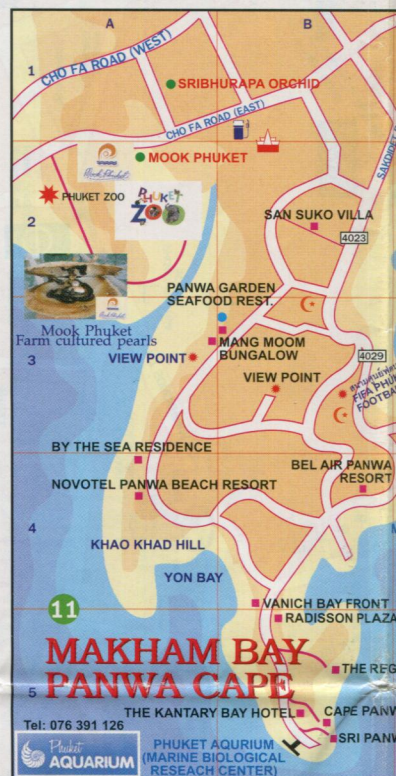 A
B
1
CHO FA ROAD (WEST)
SRIBHURAPA ORCHID
CHO FA ROAD (EAST)
MOOK PHUKET
Mook Phuket
PHUKET ZOO
PHUKET
ZOO
2
SAN SUKO VILLA
4023
PANWA GARDEN
SEAFOOD REST.
Mook Phuket
Farm cultured pearls
3
MANG MOOM
BUNGALOW
VIEW POINT
4029
VIEW POINT
FIFA PHUK
FOOTBA
BY THE SEA RESIDENCE
BEL AIR PANWA
RESORT
NOVOTEL PANWA BEACH RESORT
4
KHAO KHAD HILL
YON BAY
11
VANICH BAY FRONT
RADISSON PLAZA
MAKHAM BAY
PANWA CAPE
THE REG
5
THE KANTARY BAY HOTEL
CAPE PANW
Tel: 076 391 126
SRI PANW
Phuket
AQUARIUM
PHUKET AQURIUM
(MARINE BIOLOGICAL
RESEACH CENTER)